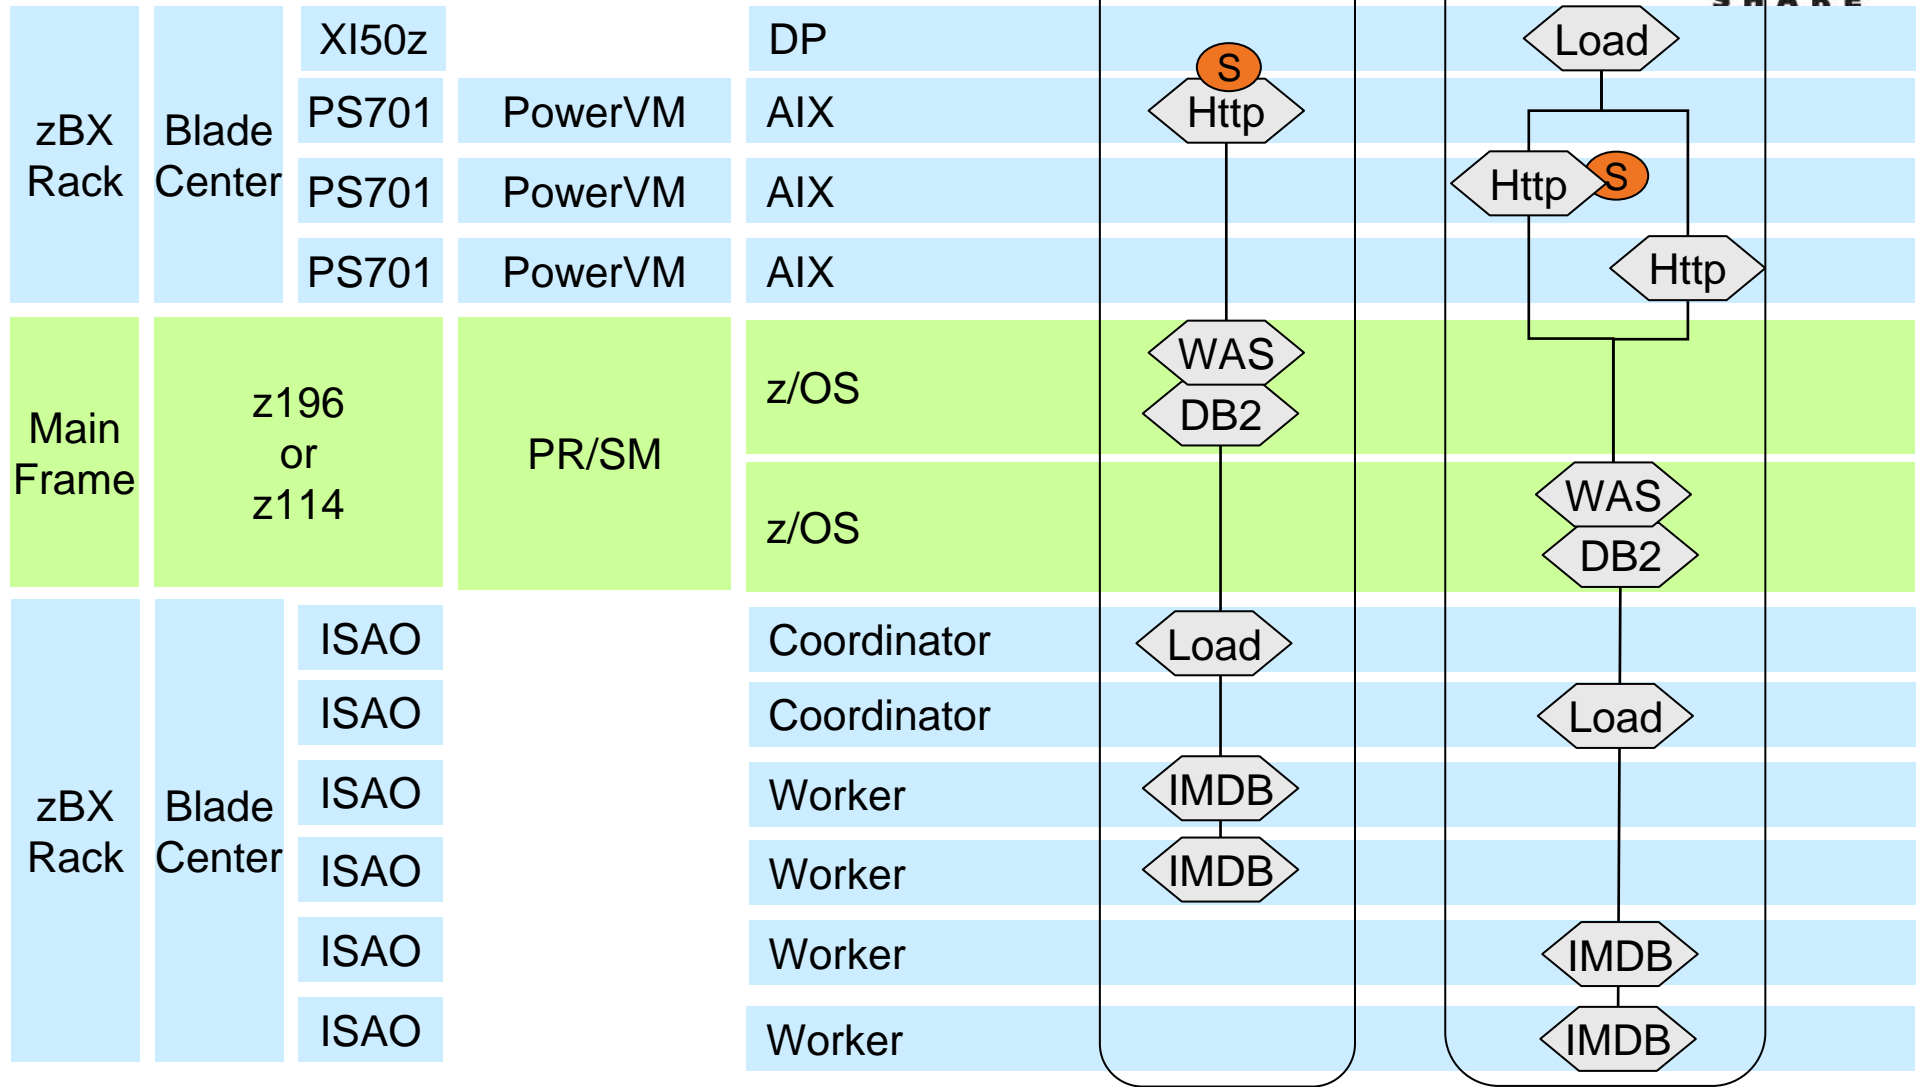 SHARE
XI50z DP Load
S
PS701 PowerVM AIX Http
zBX Rack
Blade Center
PS701 PowerVM AIX Http S
PS701 PowerVM AIX Http
Main Frame
z196
or
z114
PR/SM
z/OS WAS
DB2
z/OS WAS
DB2
zBX Rack
Blade Center
ISAO Coordinator Load
ISAO Coordinator Load
ISAO Worker IMDB
ISAO Worker IMDB
ISAO Worker IMDB
ISAO Worker IMDB